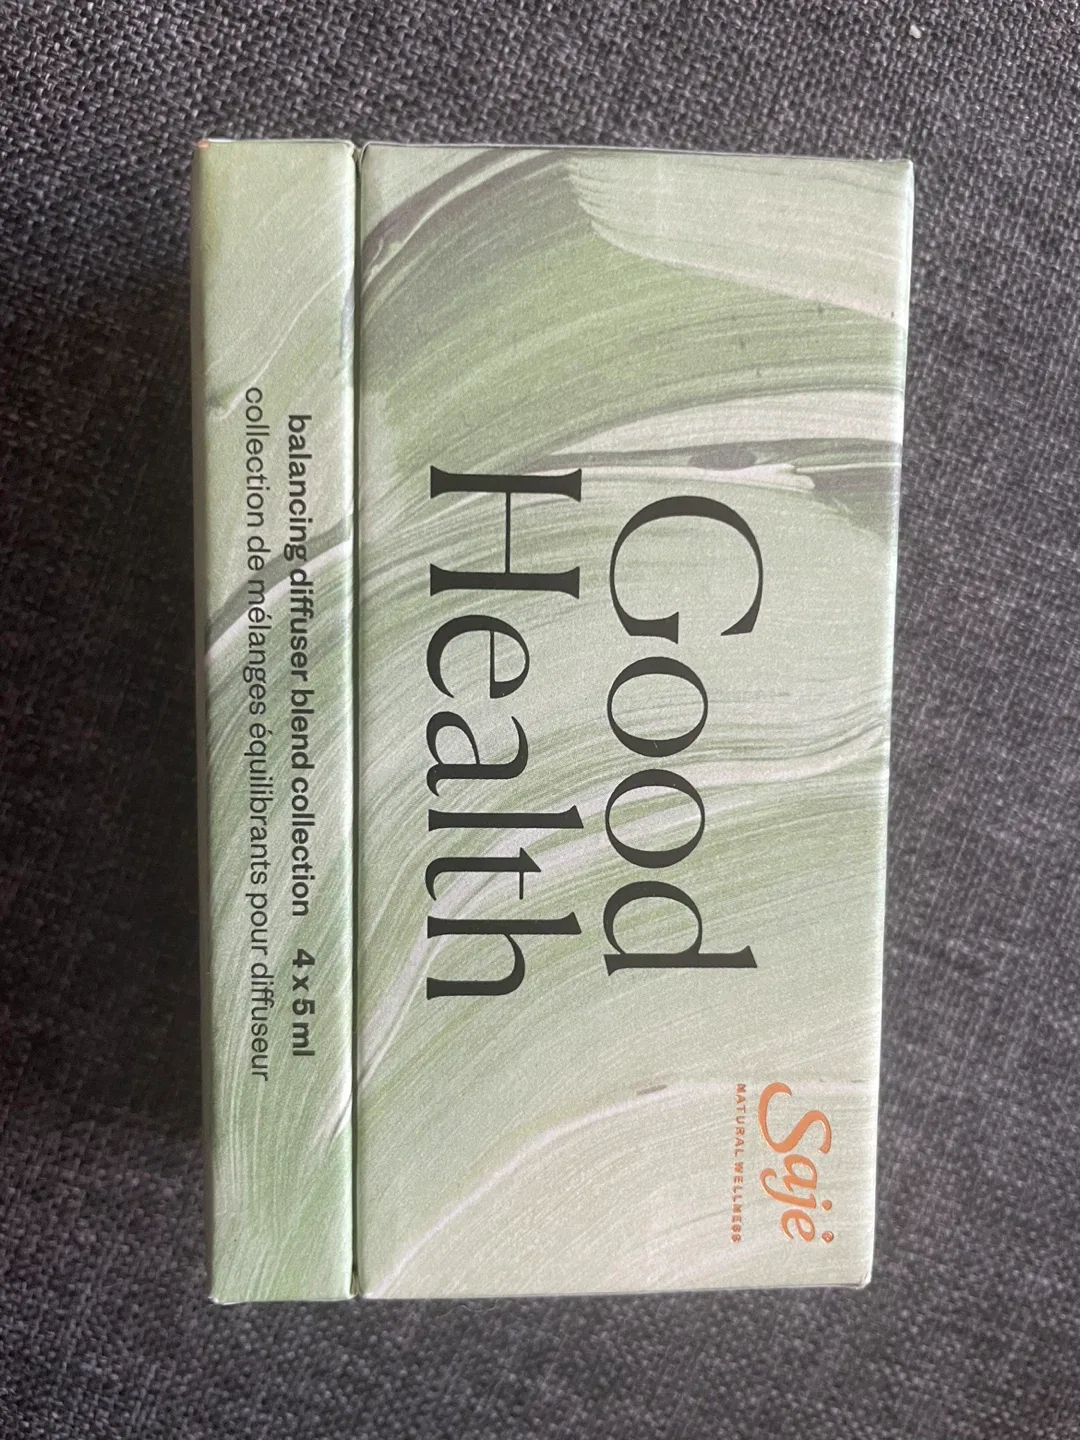 Saje
NATURAL WELLNESS
Good
Health
balancing diffuser blend collection 4 x 5 ml
collection de mélanges équilibrants pour diffuseur